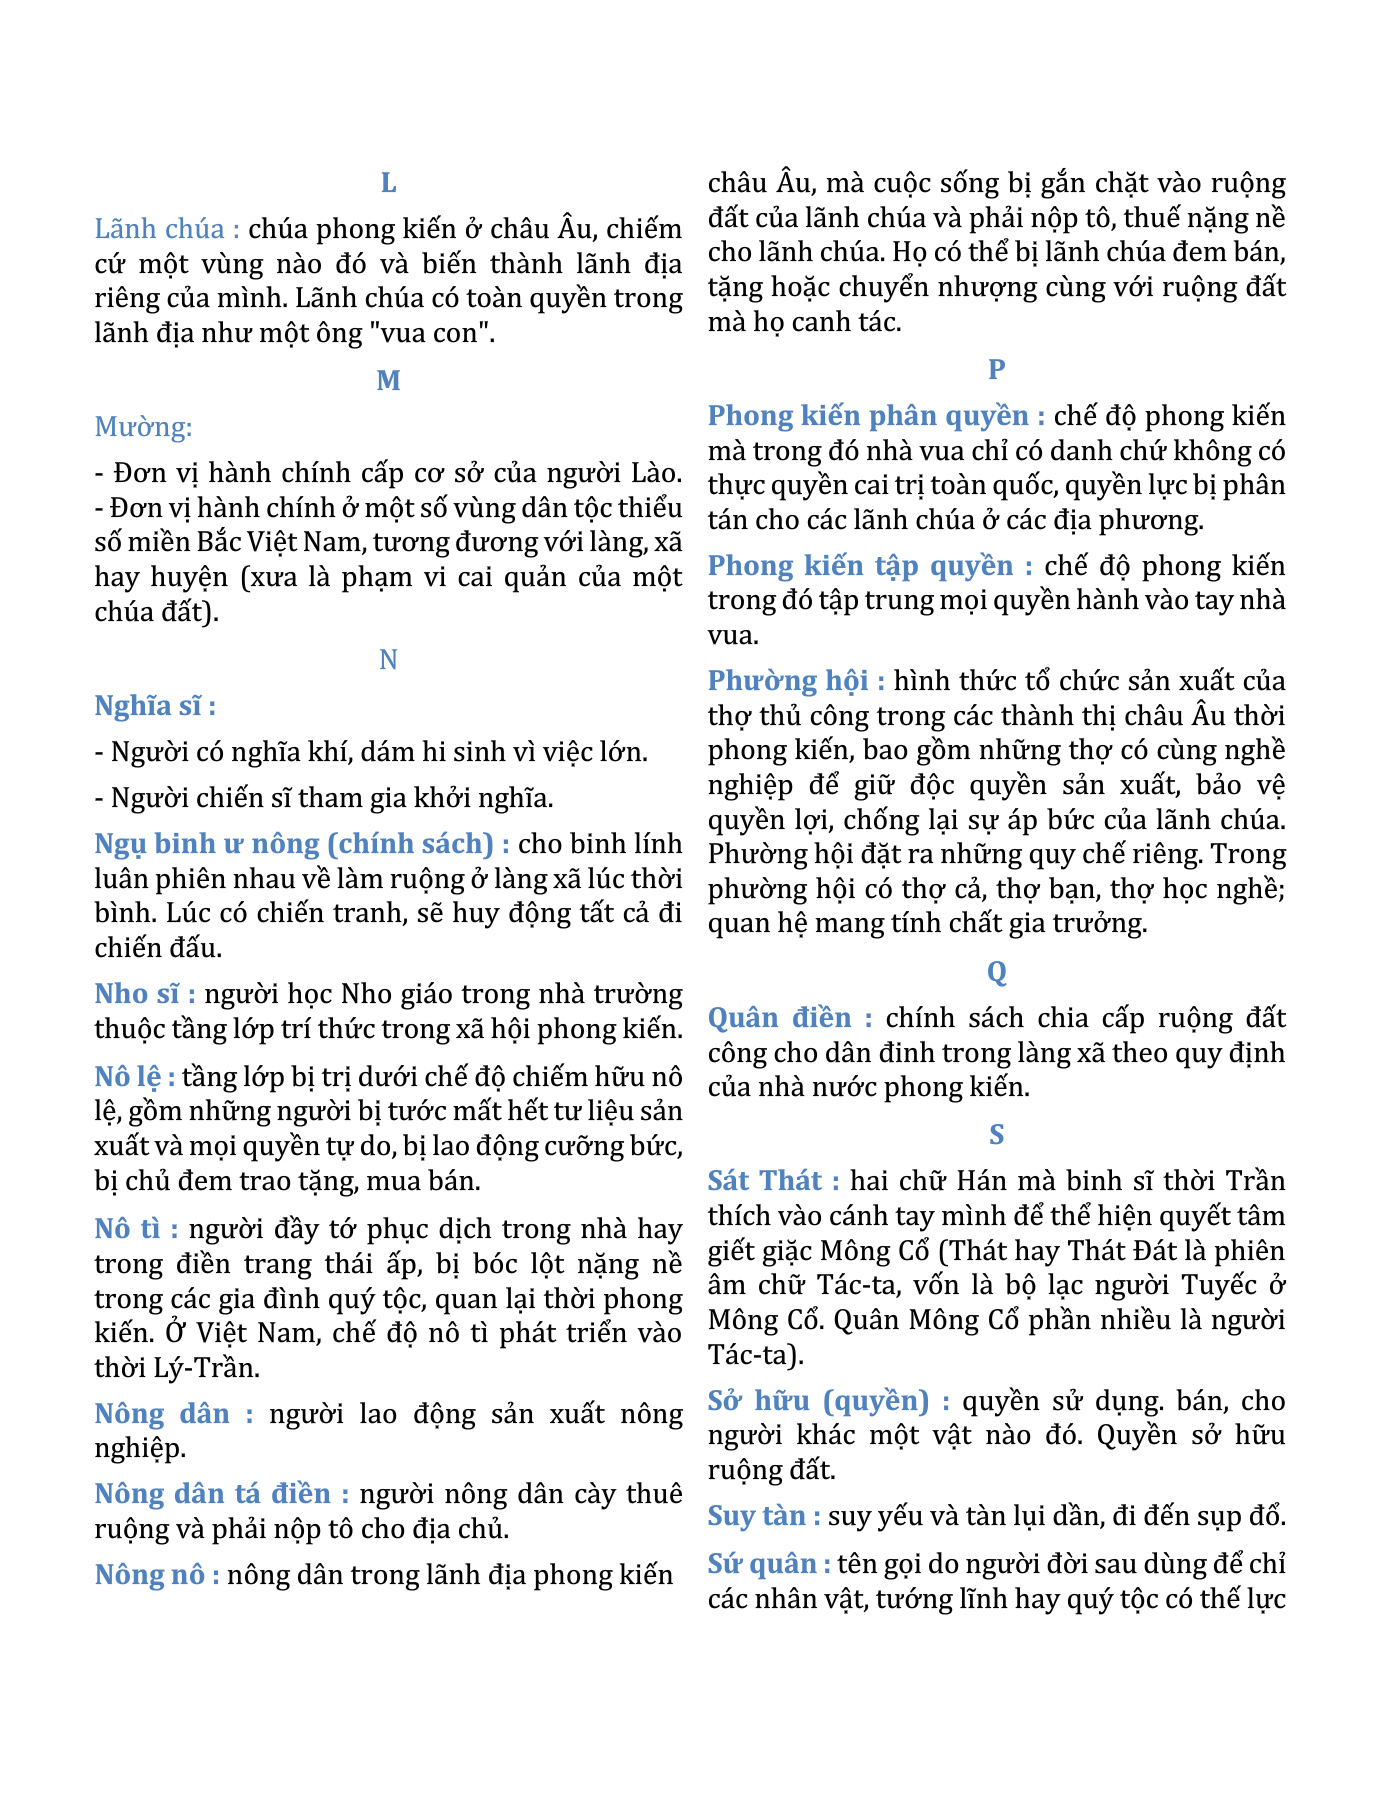 L
Lãnh chúa : chúa phong kiến ở châu Âu, chiếm
cứ một vùng nào đó và biến thành lãnh địa
riêng của mình. Lãnh chúa có toàn quyền trong
lãnh địa như một ông "vua con".
M
Mường:
- Đơn vị hành chính cấp cơ sở của người Lào.
- Đơn vị hành chính ở một số vùng dân tộc thiểu
số miền Bắc Việt Nam, tương đương với làng, xã
hay huyện (xưa là phạm vi cai quản của một
chúa đất).
N
Nghĩa sĩ :
- Người có nghĩa khí, dám hi sinh vì việc lớn.
- Người chiến sĩ tham gia khởi nghĩa.
Ngụ binh ư nông (chính sách) : cho binh lính
luân phiên nhau về làm ruộng ở làng xã lúc thời
bình. Lúc có chiến tranh, sẽ huy động tất cả đi
chiến đấu.
Nho sĩ : người học Nho giáo trong nhà trường
thuộc tầng lớp trí thức trong xã hội phong kiến.
Nô lệ : tầng lớp bị trị dưới chế độ chiếm hữu nô
lệ, gồm những người bị tước mất hết tư liệu sản
xuất và mọi quyền tự do, bị lao động cưỡng bức,
bị chủ đem trao tặng, mua bán.
Nô tì : người đầy tớ phục dịch trong nhà hay
trong điền trang thái ấp, bị bóc lột nặng nề
trong các gia đình quý tộc, quan lại thời phong
kiến. Ở Việt Nam, chế độ nô tì phát triển vào
thời Lý-Trần.
Nông dân : người lao động sản xuất nông
nghiệp.
Nông dân tá điền : người nông dân cày thuê
ruộng và phải nộp tô cho địa chủ.
Nông nô : nông dân trong lãnh địa phong kiến
châu Âu, mà cuộc sống bị gắn chặt vào ruộng
đất của lãnh chúa và phải nộp tô, thuế nặng nề
cho lãnh chúa. Họ có thể bị lãnh chúa đem bán,
tặng hoặc chuyển nhượng cùng với ruộng đất
mà họ canh tác.
P
Phong kiến phân quyền : chế độ phong kiến
mà trong đó nhà vua chỉ có danh chứ không có
thực quyền cai trị toàn quốc, quyền lực bị phân
tán cho các lãnh chúa ở các địa phương.
Phong kiến tập quyền : chế độ phong kiến
trong đó tập trung mọi quyền hành vào tay nhà
vua.
Phường hội : hình thức tổ chức sản xuất của
thợ thủ công trong các thành thị châu Âu thời
phong kiến, bao gồm những thợ có cùng nghề
nghiệp để giữ độc quyền sản xuất, bảo vệ
quyền lợi, chống lại sự áp bức của lãnh chúa.
Phường hội đặt ra những quy chế riêng. Trong
phường hội có thợ cả, thợ bạn, thợ học nghề;
quan hệ mang tính chất gia trưởng.
Q
Quân điền : chính sách chia cấp ruộng đất
công cho dân đinh trong làng xã theo quy định
của nhà nước phong kiến.
S
Sát Thát : hai chữ Hán mà binh sĩ thời Trần
thích vào cánh tay mình để thể hiện quyết tâm
giết giặc Mông Cổ (Thát hay Thát Đát là phiên
âm chữ Tác-ta, vốn là bộ lạc người Tuyếc ở
Mông Cổ. Quân Mông Cổ phần nhiều là người
Tác-ta).
Sở hữu (quyền) : quyền sử dụng. bán, cho
người khác một vật nào đó. Quyền sở hữu
ruộng đất.
Suy tàn : suy yếu và tàn lụi dần, đi đến sụp đổ.
Sứ quân : tên gọi do người đời sau dùng để chỉ
các nhân vật, tướng lĩnh hay quý tộc có thế lực